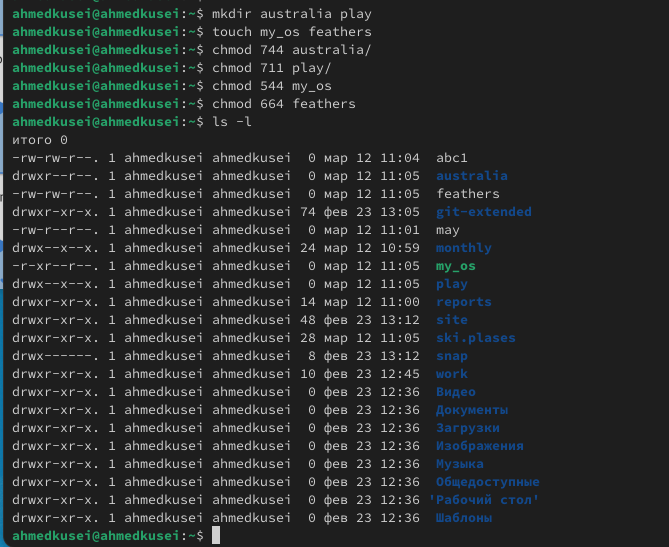 ahmedkusei@ahmedkusei:~$ mkdir australia play
ahmedkusei@ahmedkusei:~$ touch my_os feathers
ahmedkusei@ahmedkusei:~$ chmod 744 australia/
ahmedkusei@ahmedkusei:~$ chmod 711 play/
ahmedkusei@ahmedkusei:~$ chmod 544 my_os
ahmedkusei@ahmedkusei:~$ chmod 664 feathers
ahmedkusei@ahmedkusei:~$ ls -l
итого 0
-rw-rw-r--. 1 ahmedkusei ahmedkusei  0 мар 12 11:04  abc1
drwxr--r--. 1 ahmedkusei ahmedkusei  0 мар 12 11:05  australia
-rw-rw-r--. 1 ahmedkusei ahmedkusei  0 мар 12 11:05  feathers
drwxr-xr-x. 1 ahmedkusei ahmedkusei 74 фев 23 13:05  git-extended
-rw-r--r--. 1 ahmedkusei ahmedkusei  0 мар 12 11:01  may
drwx--x--x. 1 ahmedkusei ahmedkusei 24 мар 12 10:59  monthly
-r-xr--r--. 1 ahmedkusei ahmedkusei  0 мар 12 11:05  my_os
drwx--x--x. 1 ahmedkusei ahmedkusei  0 мар 12 11:05  play
drwxr-xr-x. 1 ahmedkusei ahmedkusei 14 мар 12 11:00  reports
drwxr-xr-x. 1 ahmedkusei ahmedkusei 48 фев 23 13:12  site
drwxr-xr-x. 1 ahmedkusei ahmedkusei 28 мар 12 11:05  ski.plases
drwx------. 1 ahmedkusei ahmedkusei  8 фев 23 13:12  snap
drwxr-xr-x. 1 ahmedkusei ahmedkusei 10 фев 23 12:45  work
drwxr-xr-x. 1 ahmedkusei ahmedkusei  0 фев 23 12:36  Видео
drwxr-xr-x. 1 ahmedkusei ahmedkusei  0 фев 23 12:36  Документы
drwxr-xr-x. 1 ahmedkusei ahmedkusei  0 фев 23 12:36  Загрузки
drwxr-xr-x. 1 ahmedkusei ahmedkusei  0 фев 23 12:36  Изображения
drwxr-xr-x. 1 ahmedkusei ahmedkusei  0 фев 23 12:36  Музыка
drwxr-xr-x. 1 ahmedkusei ahmedkusei  0 фев 23 12:36  Общедоступные
drwxr-xr-x. 1 ahmedkusei ahmedkusei  0 фев 23 12:36 'Рабочий стол'
drwxr-xr-x. 1 ahmedkusei ahmedkusei  0 фев 23 12:36  Шаблоны
ahmedkusei@ahmedkusei:~$